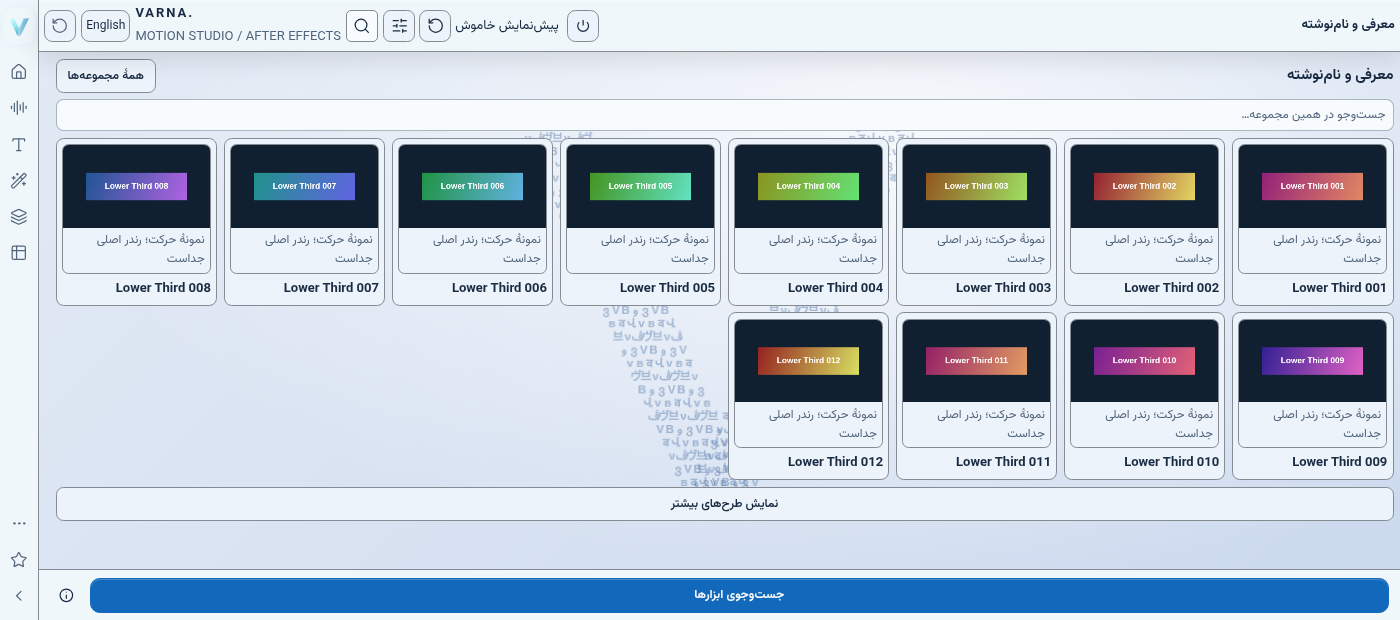 معرفی و نام‌نوشته
پیش‌نمایش خاموش
VARNA.
MOTION STUDIO / AFTER EFFECTS
English
معرفی و نام‌نوشته
همهٔ مجموعه‌ها
جست‌وجو در همین مجموعه…
Lower Third 001
نمونهٔ حرکت؛ رندر اصلی
جداست
Lower Third 001
Lower Third 002
نمونهٔ حرکت؛ رندر اصلی
جداست
Lower Third 002
Lower Third 003
نمونهٔ حرکت؛ رندر اصلی
جداست
Lower Third 003
Lower Third 004
نمونهٔ حرکت؛ رندر اصلی
جداست
Lower Third 004
Lower Third 005
نمونهٔ حرکت؛ رندر اصلی
جداست
Lower Third 005
Lower Third 006
نمونهٔ حرکت؛ رندر اصلی
جداست
Lower Third 006
Lower Third 007
نمونهٔ حرکت؛ رندر اصلی
جداست
Lower Third 007
Lower Third 008
نمونهٔ حرکت؛ رندر اصلی
جداست
Lower Third 008
Lower Third 009
نمونهٔ حرکت؛ رندر اصلی
جداست
Lower Third 009
Lower Third 010
نمونهٔ حرکت؛ رندر اصلی
جداست
Lower Third 010
Lower Third 011
نمونهٔ حرکت؛ رندر اصلی
جداست
Lower Third 011
Lower Third 012
نمونهٔ حرکت؛ رندر اصلی
جداست
Lower Third 012
نمایش طرح‌های بیشتر
جست‌وجوی ابزارها